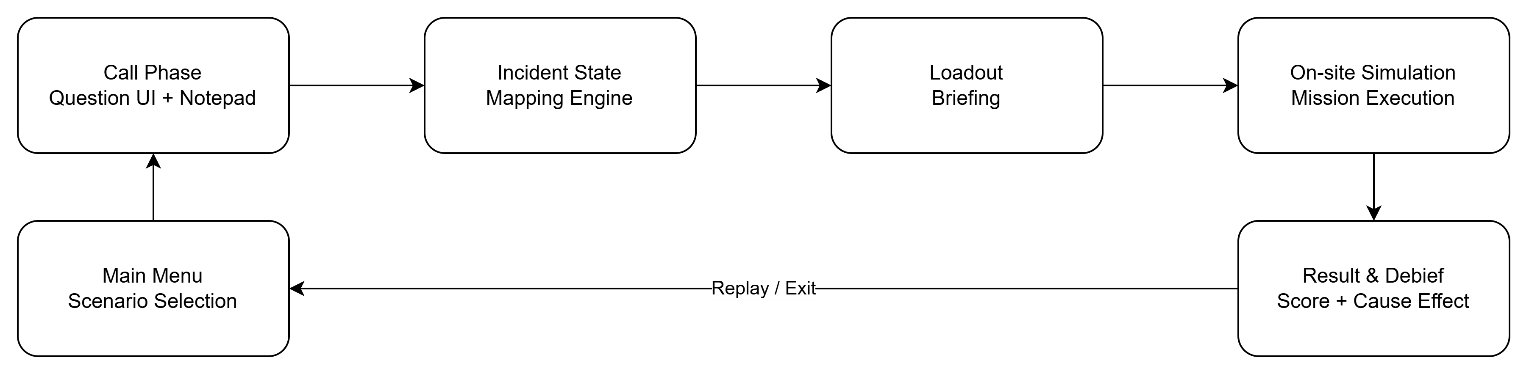 Call Phase
Question UI + Notepad
Incident State
Mapping Engine
Loadout
Briefing
On-site Simulation
Mission Execution
Main Menu
Scenario Selection
Replay / Exit
Result & Debief
Score + Cause Effect